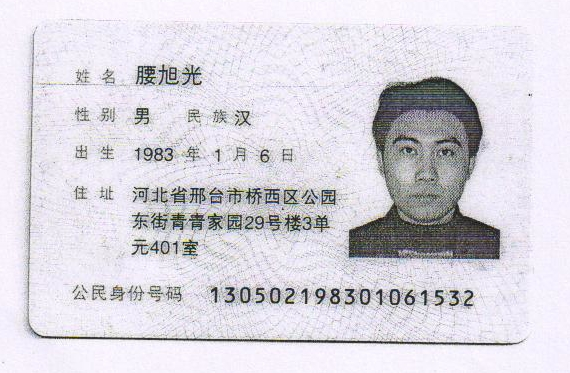 姓名 腰旭光
性别 男 民族 汉
出生 1983 年 1 月 6 日
住址 河北省邢台市桥西区公园
东街青青家园29号楼3单
元401室
公民身份号码 130502198301061532